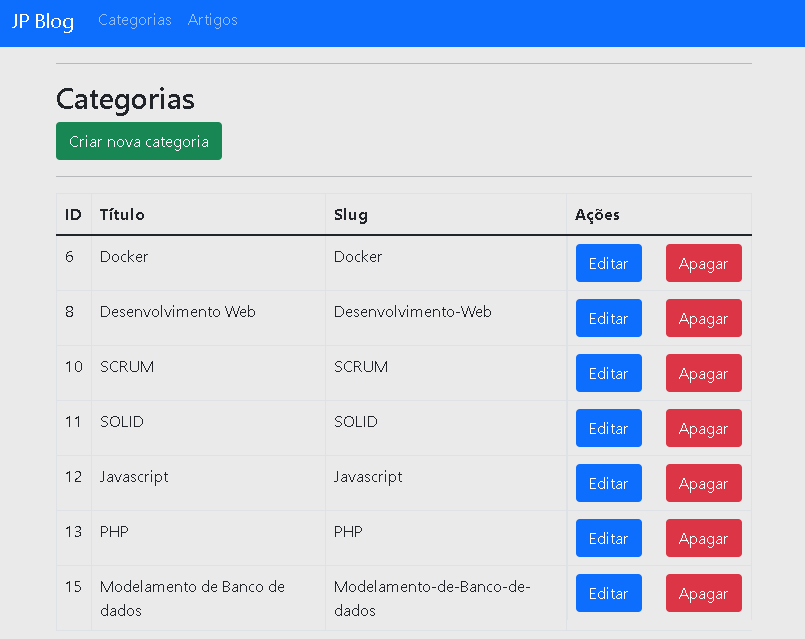 JP Blog Categorias Artigos
Categorias
Criar nova categoria
ID Título Slug Ações
6 Docker Docker Editar Apagar
8 Desenvolvimento Web Desenvolvimento-Web Editar Apagar
10 SCRUM SCRUM Editar Apagar
11 SOLID SOLID Editar Apagar
12 Javascript Javascript Editar Apagar
13 PHP PHP Editar Apagar
15 Modelamento de Banco de Modelamento-de-Banco-de- Editar Apagar
dados dados